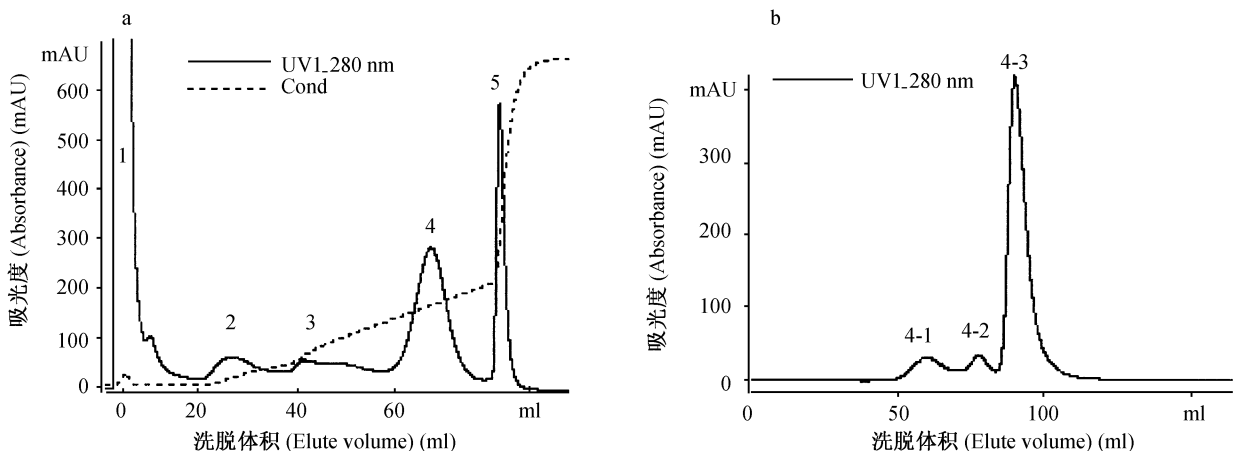 a
mAU
UV1_280 nm
Cond
600
500
400
300
200
100
0
1
2
3
4
5
0 20 40 60 ml
吸光度 (Absorbance) (mAU)
洗脱体积 (Elute volume) (ml)
b
mAU
UV1_280 nm
300
200
100
0
4-1
4-2
4-3
0 50 100 ml
吸光度 (Absorbance) (mAU)
洗脱体积 (Elute volume) (ml)